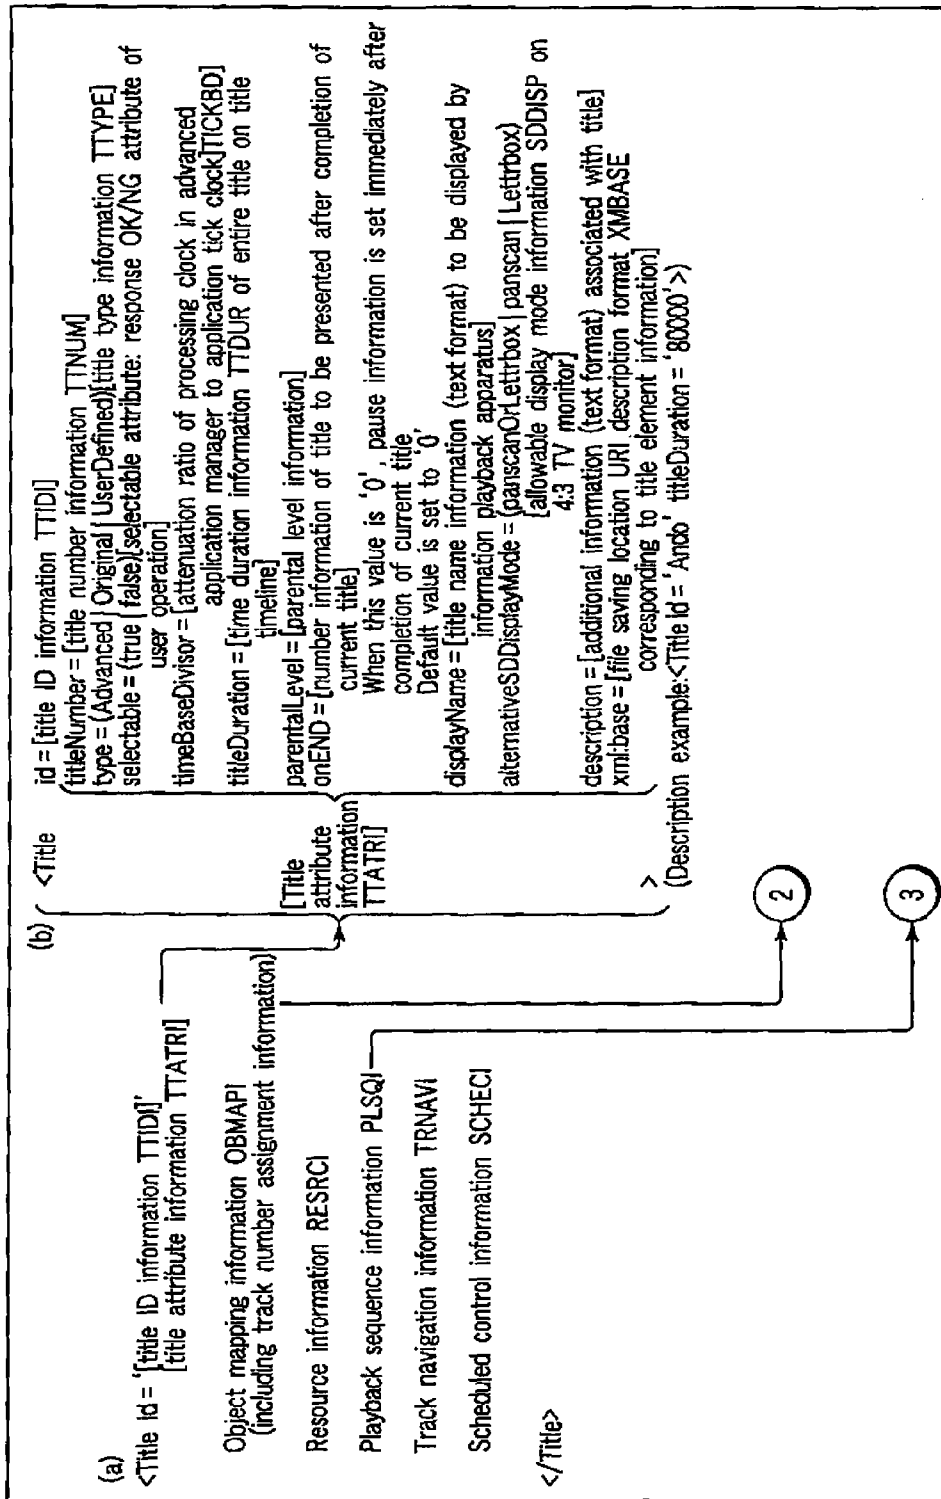 (a)
<Title Id = '[title ID information TTIDI]'
[title attribute information TTATRI]
Object mapping information OBMAPI
(including track number assignment information)
Resource information RESRCI
Playback sequence information PLSQI
Track navigation information TRNAVI
Scheduled control information SCHECI
</Title>
(b)
<Title
id = [title ID information TTIDI]
[Title
attribute
information
TTATRI]
titleNumber = [title number information TTNUM]
type = (Advanced | Original | UserDefined)[title type information TTYPE]
selectable = (true | false)[selectable attribute: response OK/NG attribute of
user operation]
timeBaseDivisor = [attenuation ratio of processing clock in advanced
application manager to application tick clock]TICKBD]
titleDuration = [time duration information TTDUR of entire title on title
timeline]
parentalLevel = [parental level information]
onEND = [number information of title to be presented after completion of
current title]
When this value is '0', pause information is set immediately after
completion of current title
Default value is set to '0'
displayName = [title name information (text format) to be displayed by
information playback apparatus]
alternativeSDDisplayMode = (panscanOrLettrbox | panscan | Lettrbox)
[allowable display mode information SDDISP on
4:3 TV monitor]
description = [additional information (text format) associated with title]
xml:base = [file saving location URI description format XMBASE
corresponding to title element information]
>
(Description example:<Title Id = 'Ando' titleDuration = '80000'>)
2
3